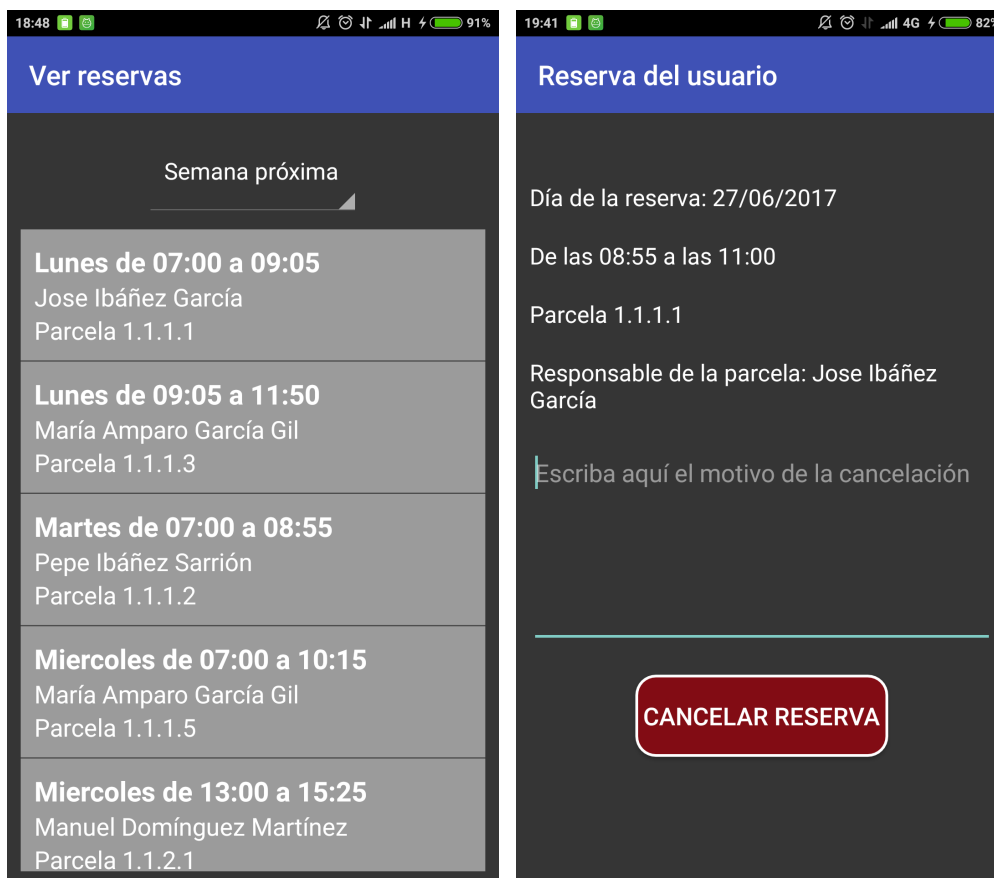 18:48
H
91%
Ver reservas
Semana próxima
Lunes de 07:00 a 09:05
Jose Ibáñez García
Parcela 1.1.1.1
Lunes de 09:05 a 11:50
María Amparo García Gil
Parcela 1.1.1.3
Martes de 07:00 a 08:55
Pepe Ibáñez Sarrión
Parcela 1.1.1.2
Miercoles de 07:00 a 10:15
María Amparo García Gil
Parcela 1.1.1.5
Miercoles de 13:00 a 15:25
Manuel Domínguez Martínez
Parcela 1.1.2.1
19:41
4G
82%
Reserva del usuario
Día de la reserva: 27/06/2017
De las 08:55 a las 11:00
Parcela 1.1.1.1
Responsable de la parcela: Jose Ibáñez
García
Escriba aquí el motivo de la cancelación
CANCELAR RESERVA